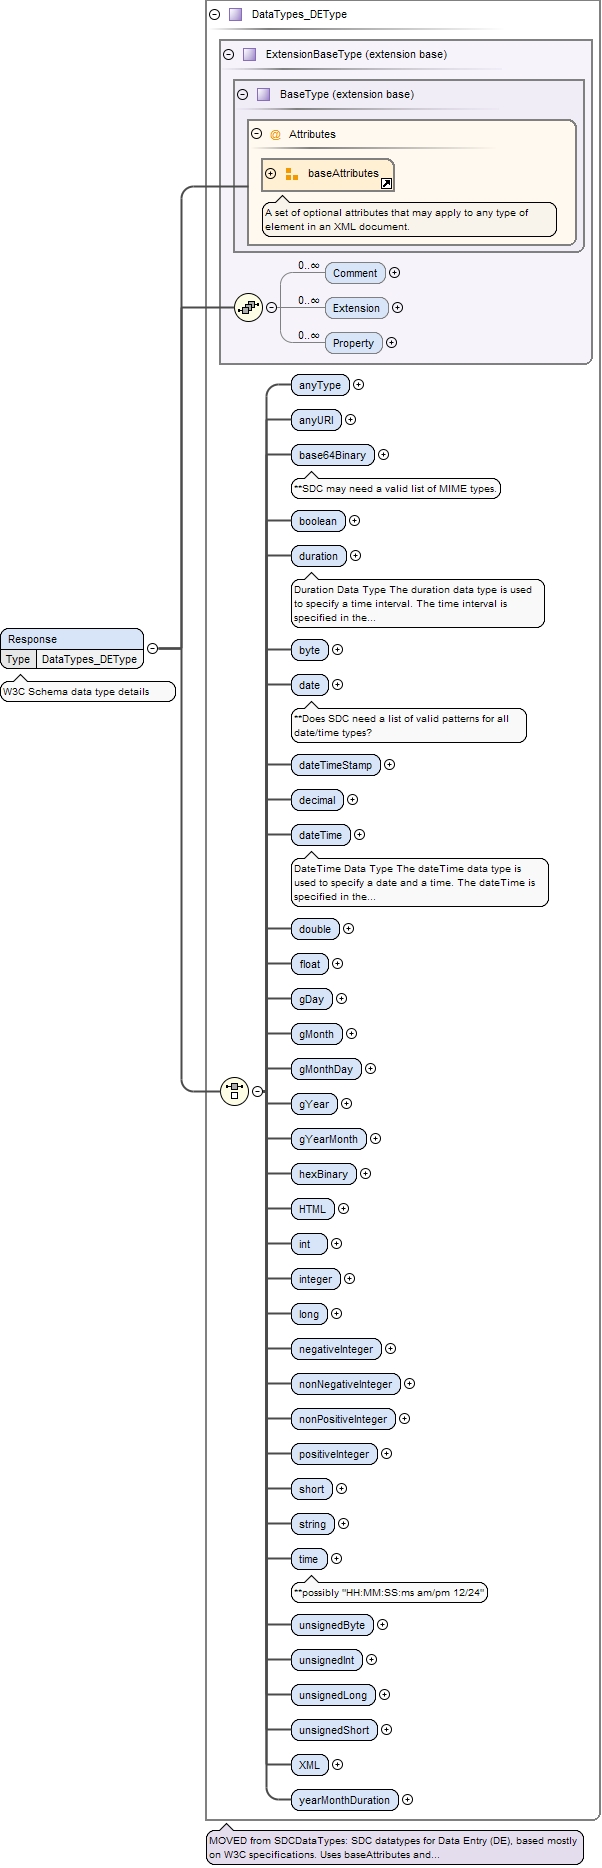 DataTypes_DEType
ExtensionBaseType (extension base)
BaseType (extension base)
@ Attributes
baseAttributes
A set of optional attributes that may apply to any type of
element in an XML document.
0..∞
Comment
0..∞
Extension
0..∞
Property
anyType
anyURI
base64Binary
**SDC may need a valid list of MIME types.
boolean
duration
Duration Data Type The duration data type is used
to specify a time interval. The time interval is
specified in the...
Response
Type DataTypes_DEType
W3C Schema data type details
byte
date
**Does SDC need a list of valid patterns for all
date/time types?
dateTimeStamp
decimal
dateTime
DateTime Data Type The dateTime data type is
used to specify a date and a time. The dateTime is
specified in the...
double
float
gDay
gMonth
gMonthDay
gYear
gYearMonth
hexBinary
HTML
int
integer
long
negativeInteger
nonNegativeInteger
nonPositiveInteger
positiveInteger
short
string
time
**possibly "HH:MM:SS:ms am/pm 12/24"
unsignedByte
unsignedInt
unsignedLong
unsignedShort
XML
yearMonthDuration
MOVED from SDCDataTypes: SDC datatypes for Data Entry (DE), based mostly
on W3C specifications. Uses baseAttributes and...